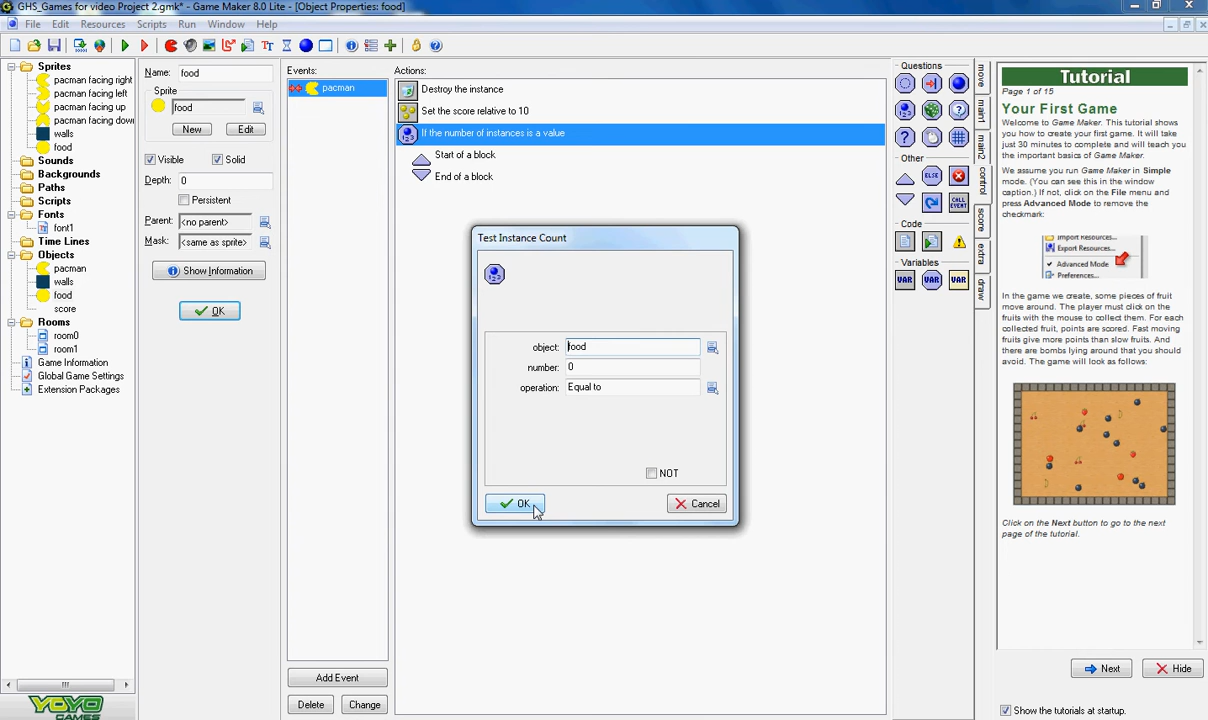 GHS_Games for video Project 2.gmk* - Game Maker 8.0 Lite - [Object Properties: food]
File Edit Resources Scripts Run Window Help
Sprites
pacman facing right
pacman facing left
pacman facing up
pacman facing down
walls
food
Sounds
Backgrounds
Paths
Scripts
Fonts
font1
Time Lines
Objects
pacman
walls
food
score
Rooms
room0
room1
Game Information
Global Game Settings
Extension Packages
YOYO
GAMES
Name: food
Sprite
food
New Edit
Visible Solid
Depth: 0
Persistent
Parent: <no parent>
Mask: <same as sprite>
Show Information
OK
Events:
pacman
Add Event
Delete Change
Actions:
Destroy the instance
Set the score relative to 10
If the number of instances is a value
Start of a block
End of a block
Test Instance Count
object: food
number: 0
operation: Equal to
NOT
OK Cancel
Questions
Other
ELSE
CALL EVENT
Code
Variables
VAR VAR VAR
move
main1
main2
control
score
extra
draw
Tutorial
Page 1 of 15
Your First Game
Welcome to Game Maker. This tutorial shows
you how to create your first game. It will take
just 30 minutes to complete and will teach you
the important basics of Game Maker.
We assume you run Game Maker in Simple
mode. (You can see this in the window
caption.) If not, click on the File menu and
press Advanced Mode to remove the
checkmark:
Import Resources...
Export Resources...
Advanced Mode
Preferences...
In the game we create, some pieces of fruit
move around. The player must click on the
fruits with the mouse to collect them. For each
collected fruit, points are scored. Fast moving
fruits give more points than slow fruits. And
there are bombs lying around that you should
avoid. The game will look as follows:
Click on the Next button to go to the next
page of the tutorial.
Next Hide
Show the tutorials at startup.